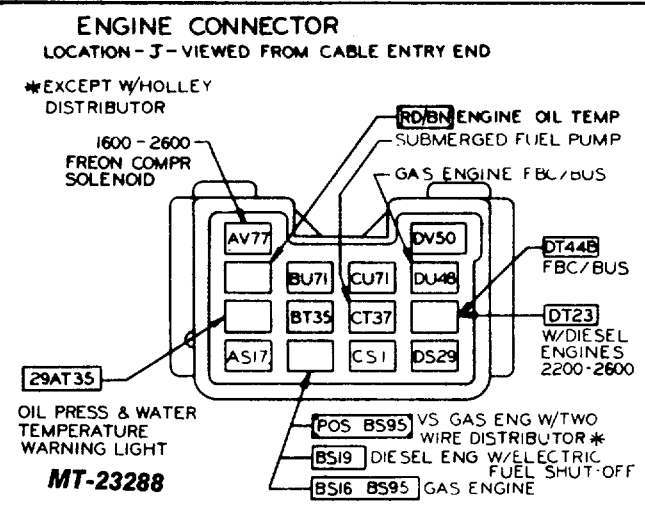 ENGINE CONNECTOR
LOCATION - J - VIEWED FROM CABLE ENTRY END
*EXCEPT W/HOLLEY
DISTRIBUTOR
RD/BN ENGINE OIL TEMP
SUBMERGED FUEL PUMP
1600 - 2600
FREON COMPR
SOLENOID
GAS ENGINE FBC/BUS
AV77
DV50
DT44B
FBC/BUS
BU71
CU71
DU48
BT35
CT37
DT23
W/DIESEL
ENGINES
2200-2600
AS17
CS1
DS29
29AT35
OIL PRESS & WATER
TEMPERATURE
WARNING LIGHT
POS BS95 VS GAS ENG W/TWO
WIRE DISTRIBUTOR *
BS19 DIESEL ENG W/ELECTRIC
FUEL SHUT-OFF
BS16 BS95 GAS ENGINE
MT-23288